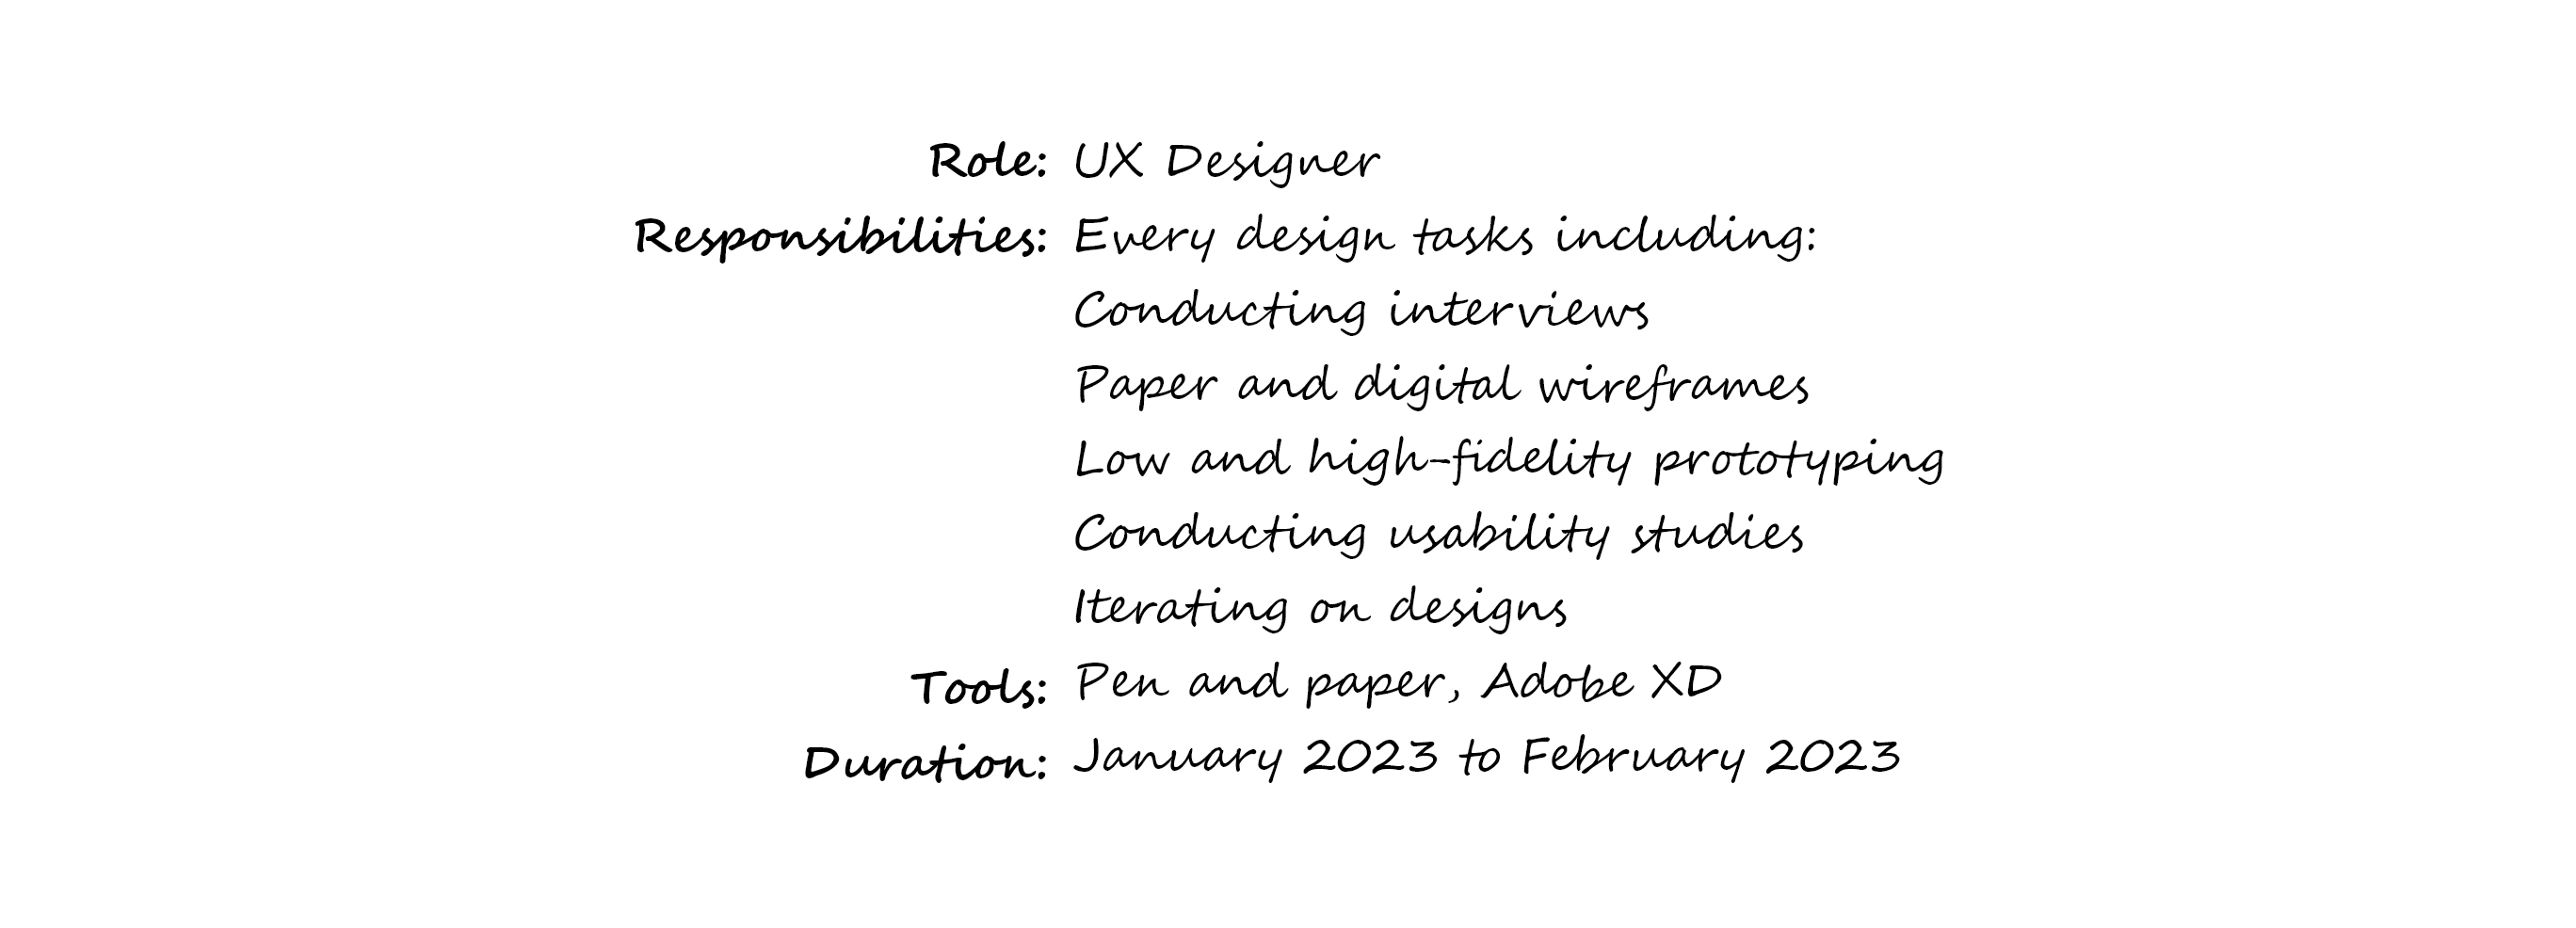 Role: UX Designer
Responsibilities: Every design tasks including:
Conducting interviews
Paper and digital wireframes
Low and high-fidelity prototyping
Conducting usability studies
Iterating on designs
Tools: Pen and paper, Adobe XD
Duration: January 2023 to February 2023